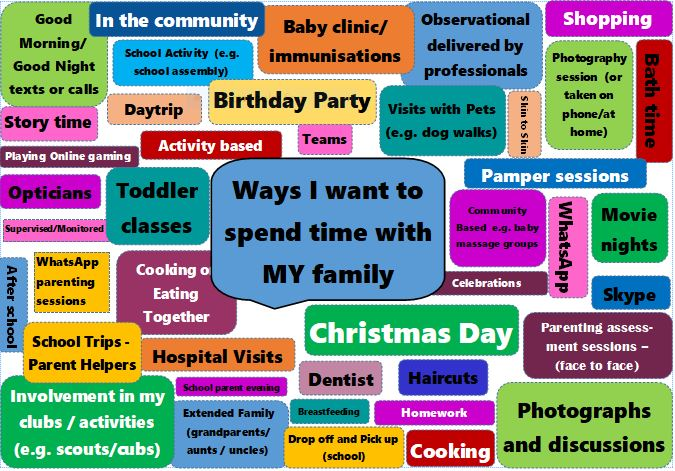 Good
Morning/
Good Night
texts or calls
In the community
School Activity (e.g.
school assembly)
Baby clinic/
immunisations
Observational
delivered by
professionals
Shopping
Photography
session (or
taken on
phone/at
home)
Bath time
Story time
Daytrip
Birthday Party
Visits with Pets
(e.g. dog walks)
Skin to Skin
Activity based
Teams
Playing Online gaming
Opticians
Toddler
classes
Supervised/Monitored
Ways I want to
spend time with
MY family
Pamper sessions
Community
Based e.g. baby
massage groups
WhatsApp
Movie
nights
After school
WhatsApp
parenting
sessions
Cooking or
Eating
Together
Celebrations
Skype
School Trips -
Parent Helpers
Hospital Visits
Christmas Day
Parenting assess-
ment sessions –
(face to face)
Involvement in my
clubs / activities
(e.g. scouts/cubs)
School parent evening
Dentist
Haircuts
Extended Family
(grandparents/
aunts / uncles)
Breastfeeding
Homework
Drop off and Pick up
(school)
Cooking
Photographs
and discussions